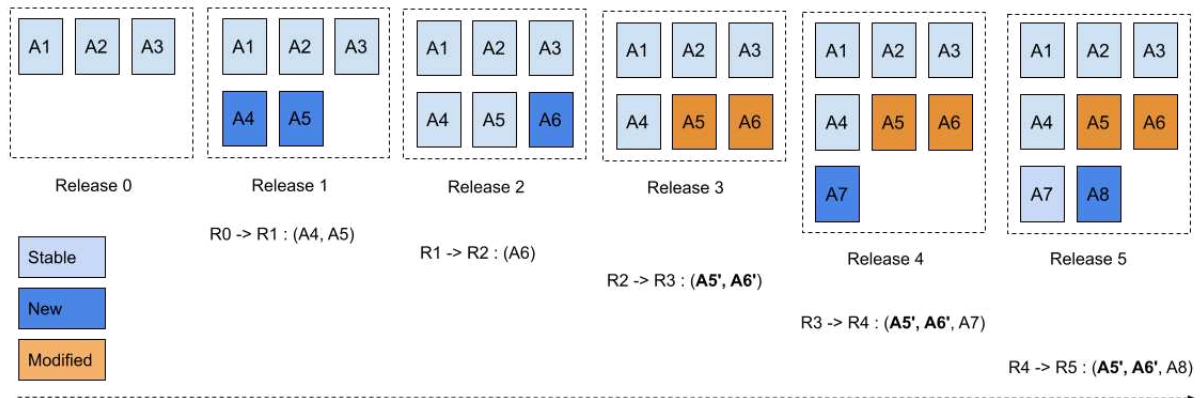 A1 A2 A3
Release 0
A1 A2 A3
A4 A5
Release 1
R0 -> R1 : (A4, A5)
A1 A2 A3
A4 A5 A6
Release 2
R1 -> R2 : (A6)
A1 A2 A3
A4 A5 A6
Release 3
R2 -> R3 : (A5', A6')
A1 A2 A3
A4 A5 A6
A7
Release 4
R3 -> R4 : (A5', A6', A7)
A1 A2 A3
A4 A5 A6
A7 A8
Release 5
R4 -> R5 : (A5', A6', A8)
Stable
New
Modified